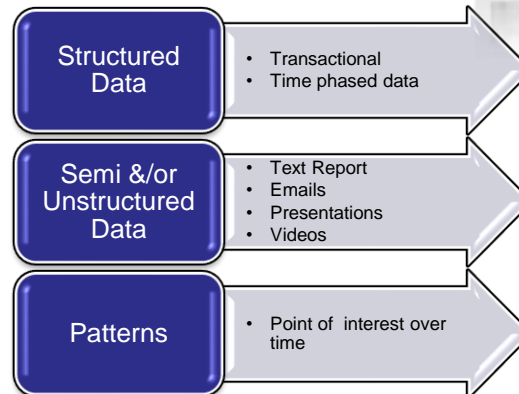 Structured
Data
• Transactional
• Time phased data
Semi &/or
Unstructured
Data
• Text Report
• Emails
• Presentations
• Videos
Patterns
• Point of interest over
time